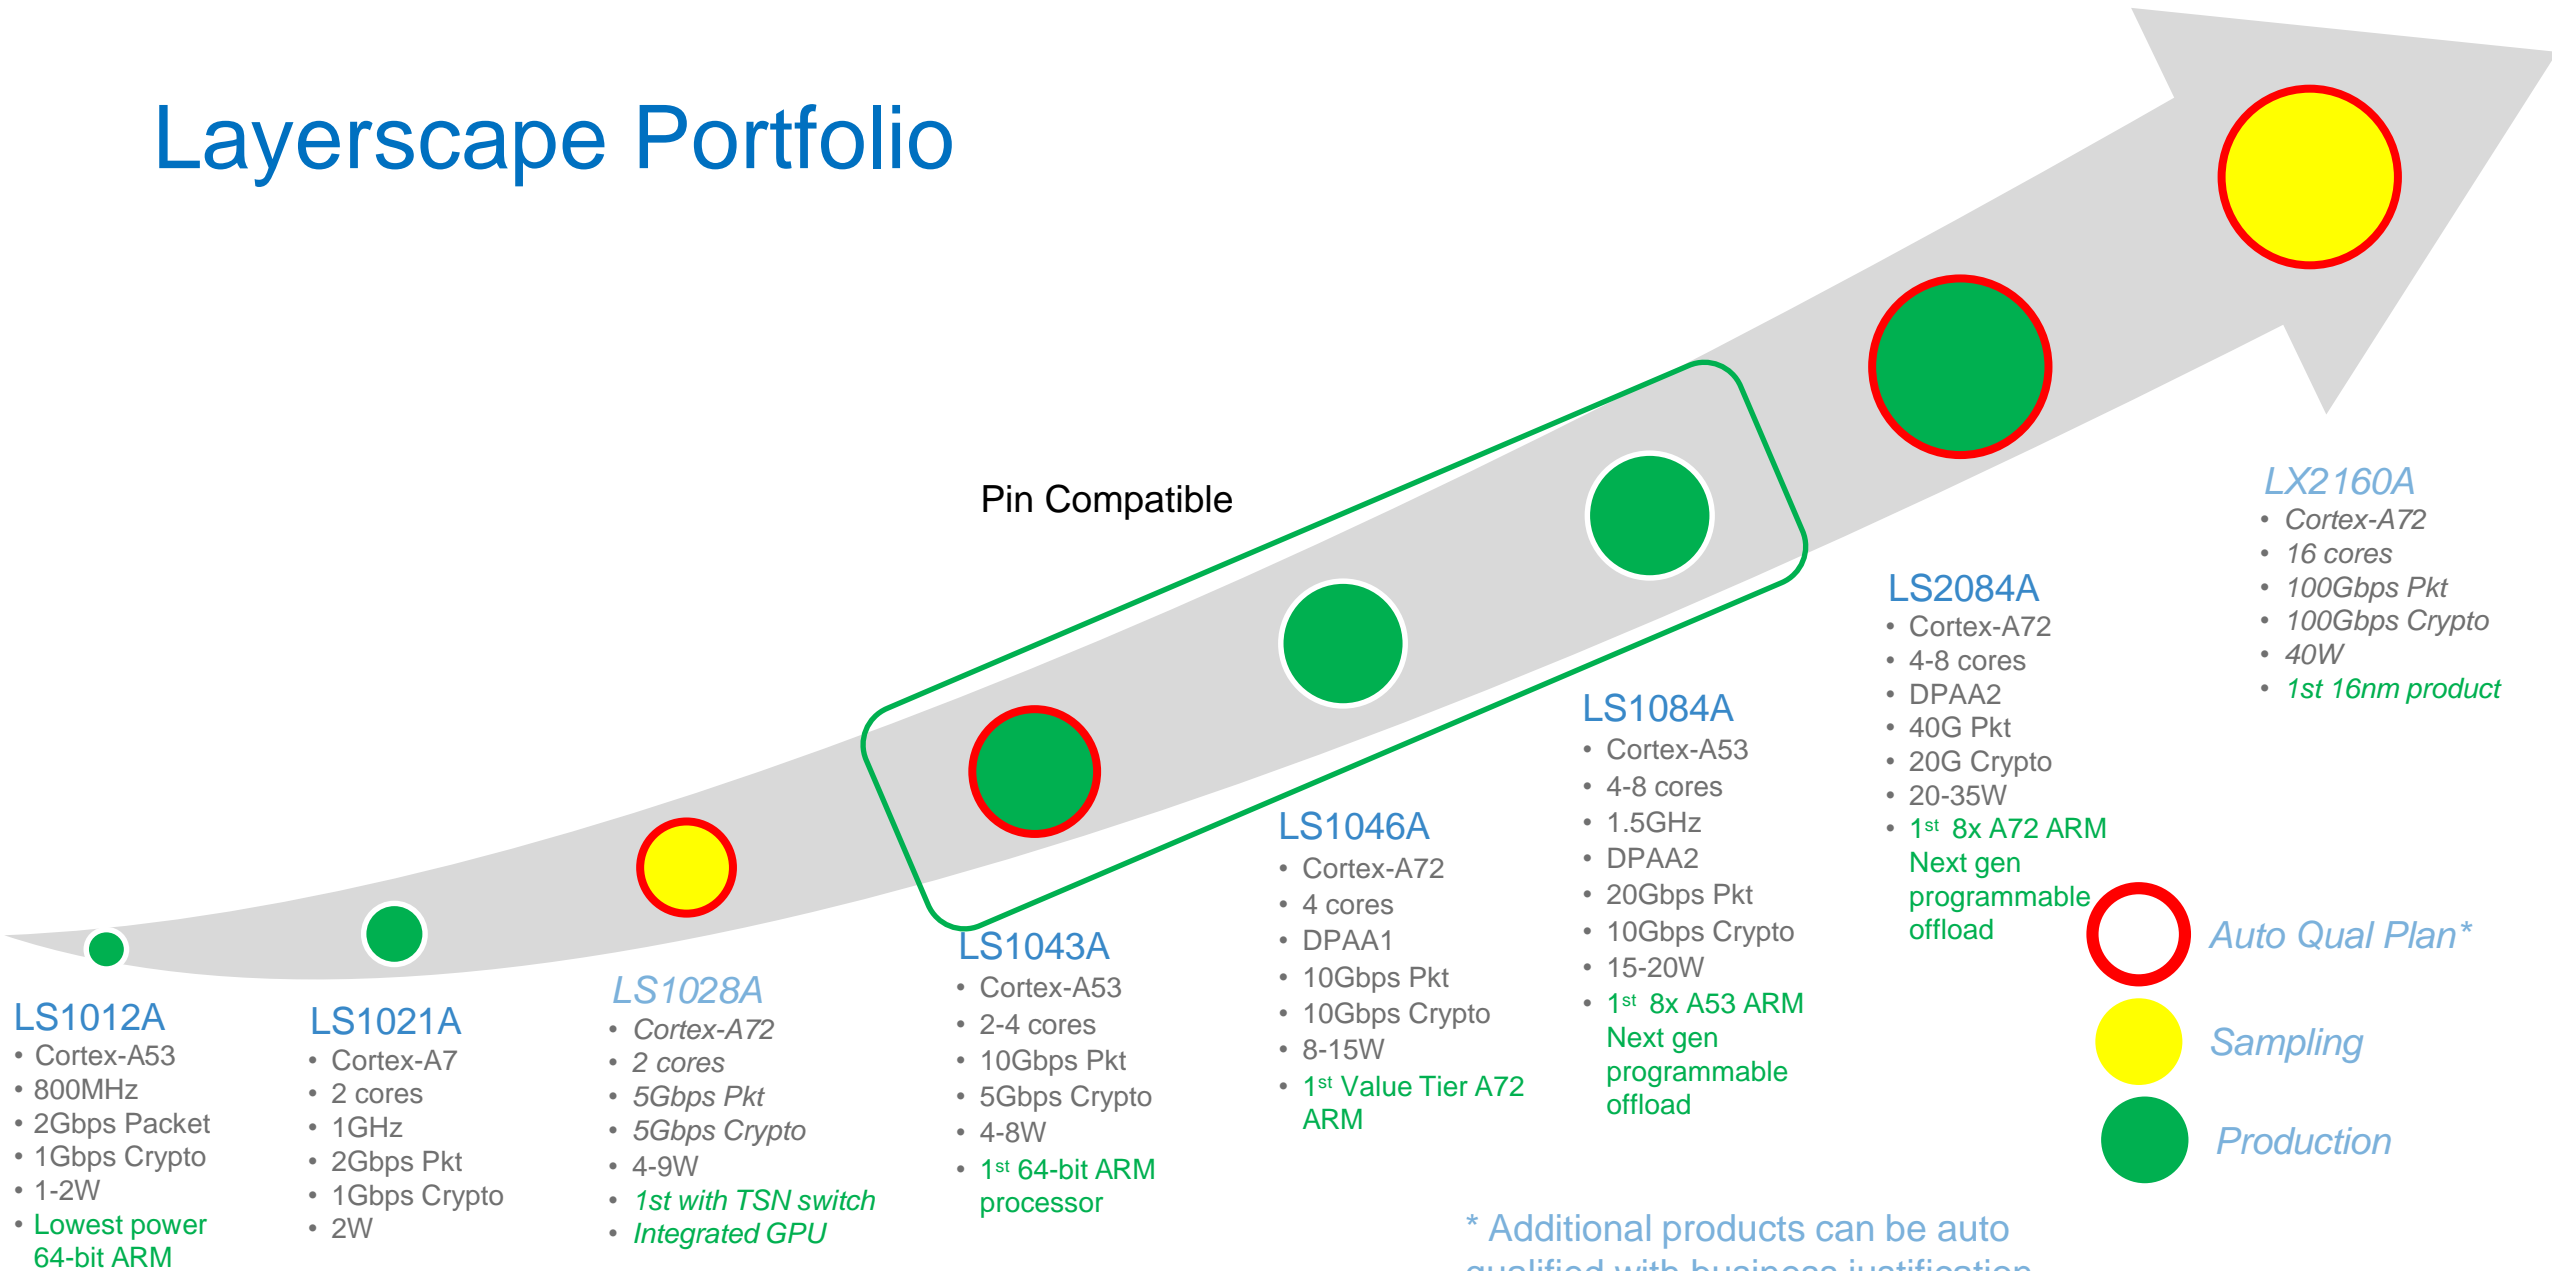 Layerscape Portfolio
Pin Compatible
LS1012A
• Cortex-A53
• 800MHz
• 2Gbps Packet
• 1Gbps Crypto
• 1-2W
• Lowest power
64-bit ARM
LS1021A
• Cortex-A7
• 2 cores
• 1GHz
• 2Gbps Pkt
• 1Gbps Crypto
• 2W
LS1028A
• Cortex-A72
• 2 cores
• 5Gbps Pkt
• 5Gbps Crypto
• 4-9W
• 1st with TSN switch
• Integrated GPU
LS1043A
• Cortex-A53
• 2-4 cores
• 10Gbps Pkt
• 5Gbps Crypto
• 4-8W
• 1st 64-bit ARM
processor
LS1046A
• Cortex-A72
• 4 cores
• DPAA1
• 10Gbps Pkt
• 10Gbps Crypto
• 8-15W
• 1st Value Tier A72
ARM
LS1084A
• Cortex-A53
• 4-8 cores
• 1.5GHz
• DPAA2
• 20Gbps Pkt
• 10Gbps Crypto
• 15-20W
• 1st 8x A53 ARM
Next gen
programmable
offload
LS2084A
• Cortex-A72
• 4-8 cores
• DPAA2
• 40G Pkt
• 20G Crypto
• 20-35W
• 1st 8x A72 ARM
Next gen
programmable
offload
LX2160A
• Cortex-A72
• 16 cores
• 100Gbps Pkt
• 100Gbps Crypto
• 40W
• 1st 16nm product
Auto Qual Plan*
Sampling
Production
* Additional products can be auto
qualified with business justification